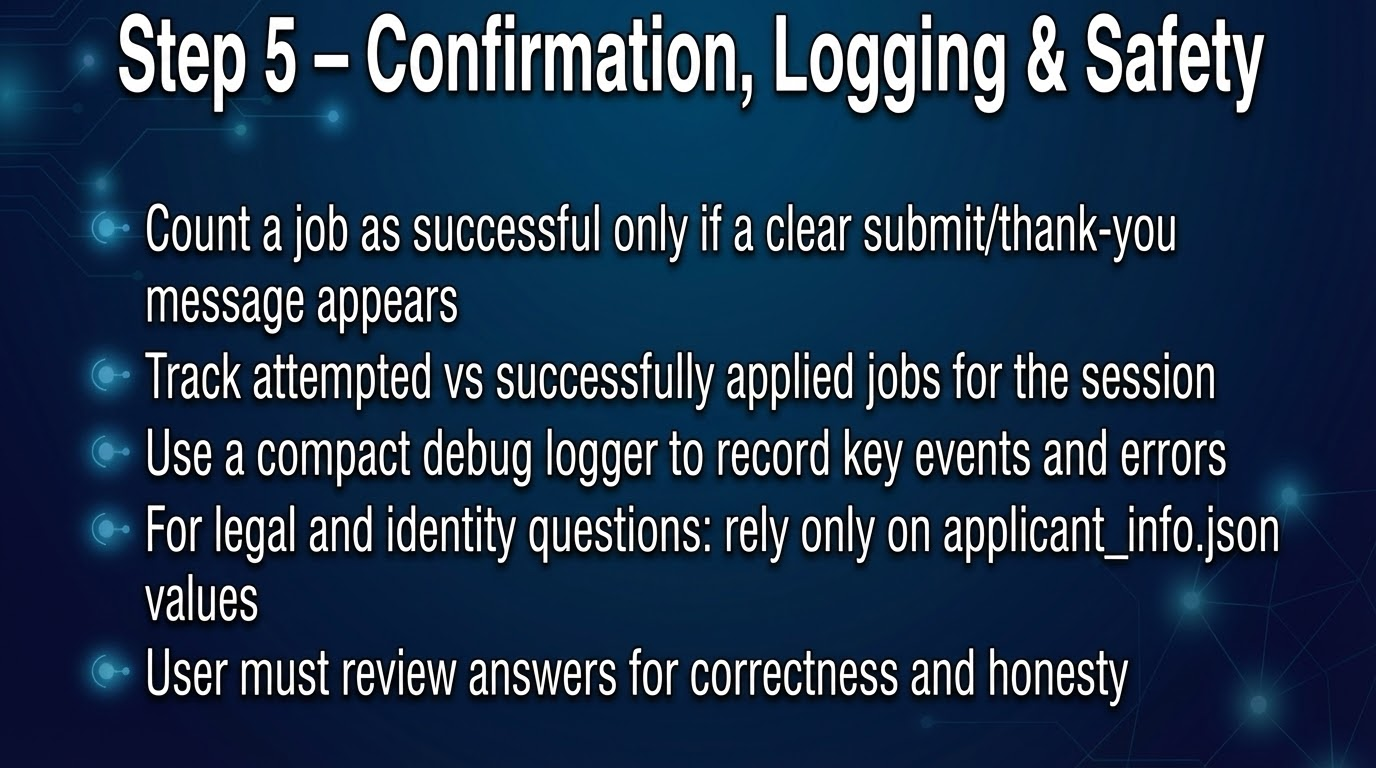 Step 5 – Confirmation, Logging & Safety
Count a job as successful only if a clear submit/thank-you
message appears
Track attempted vs successfully applied jobs for the session
Use a compact debug logger to record key events and errors
For legal and identity questions: rely only on applicant_info.json
values
User must review answers for correctness and honesty